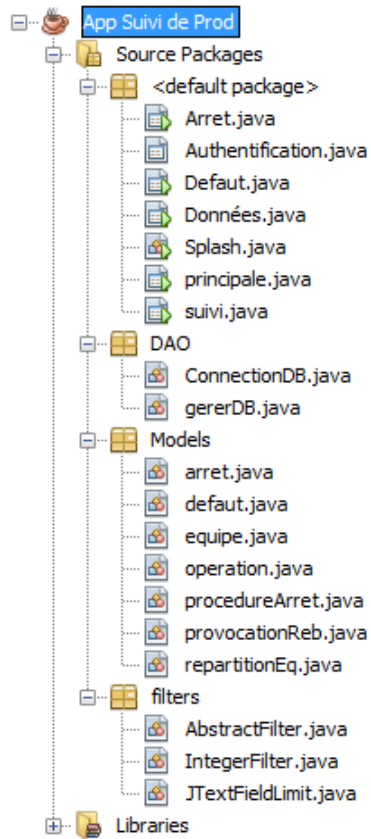 App Suivi de Prod
Source Packages
<default package>
Arret.java
Authentification.java
Defaut.java
Données.java
Splash.java
principale.java
suivi.java
DAO
ConnectionDB.java
gererDB.java
Models
arret.java
defaut.java
equipe.java
operation.java
procedureArret.java
provocationReb.java
repartitionEq.java
filters
AbstractFilter.java
IntegerFilter.java
JTextFieldLimit.java
Libraries